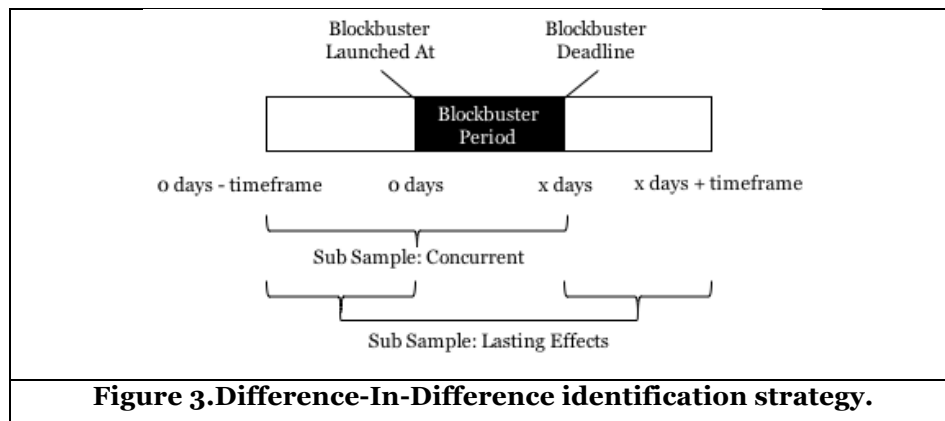 Blockbuster Launched At
Blockbuster Deadline
Blockbuster Period
0 days - timeframe
0 days
x days
x days + timeframe
Sub Sample: Concurrent
Sub Sample: Lasting Effects
Figure 3.Difference-In-Difference identification strategy.